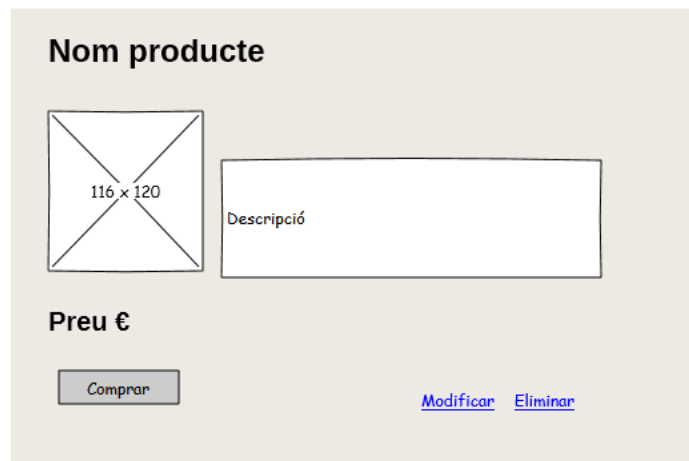 Nom producte
116 x 120
Descripció
Preu €
Comprar
Modificar Eliminar